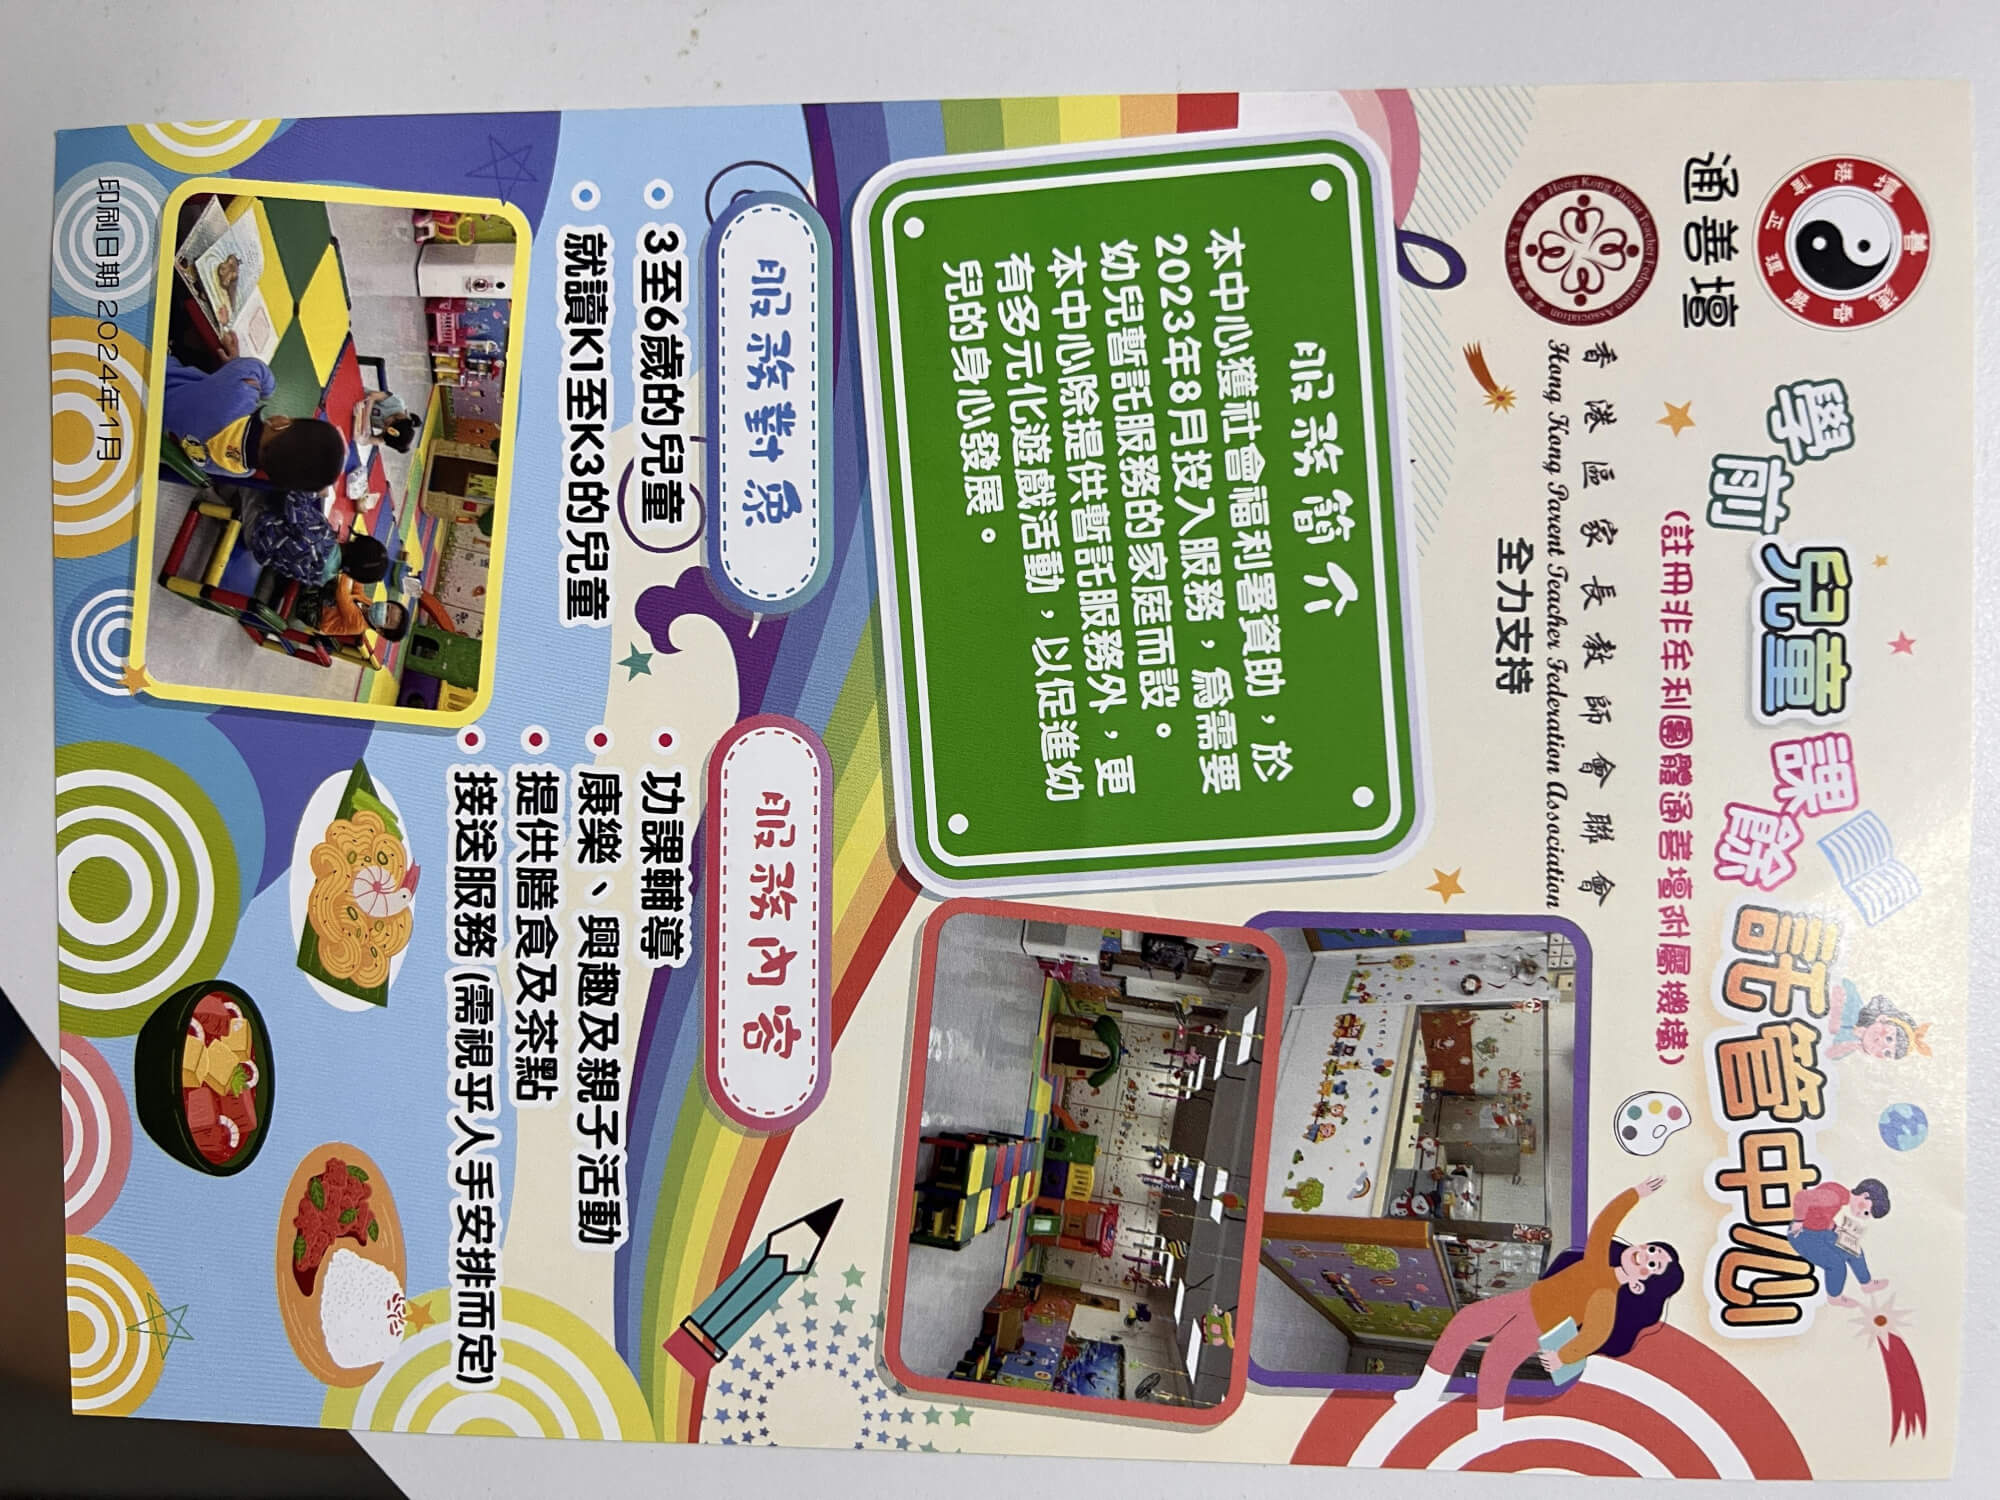 通善壇
學前兒童課餘託管中心
(註冊非牟利團體通善壇附屬機構)
Hong Kong Parent Teacher Federation Association
香港區家長教師會聯會
Hong Kong Parent Teacher Federation Association
全力支持
服務簡介
本中心獲社會福利署資助，於
2023年8月投入服務，為需要
幼兒暫託服務的家庭而設。
本中心除提供暫託服務外，更
有多元化遊戲活動，以促進幼
兒的身心發展。
服務對象
3至6歲的兒童
就讀K1至K3的兒童
服務內容
功課輔導
康樂、興趣及親子活動
提供膳食及茶點
接送服務 (需視乎人手安排而定)
印刷日期 2024年1月